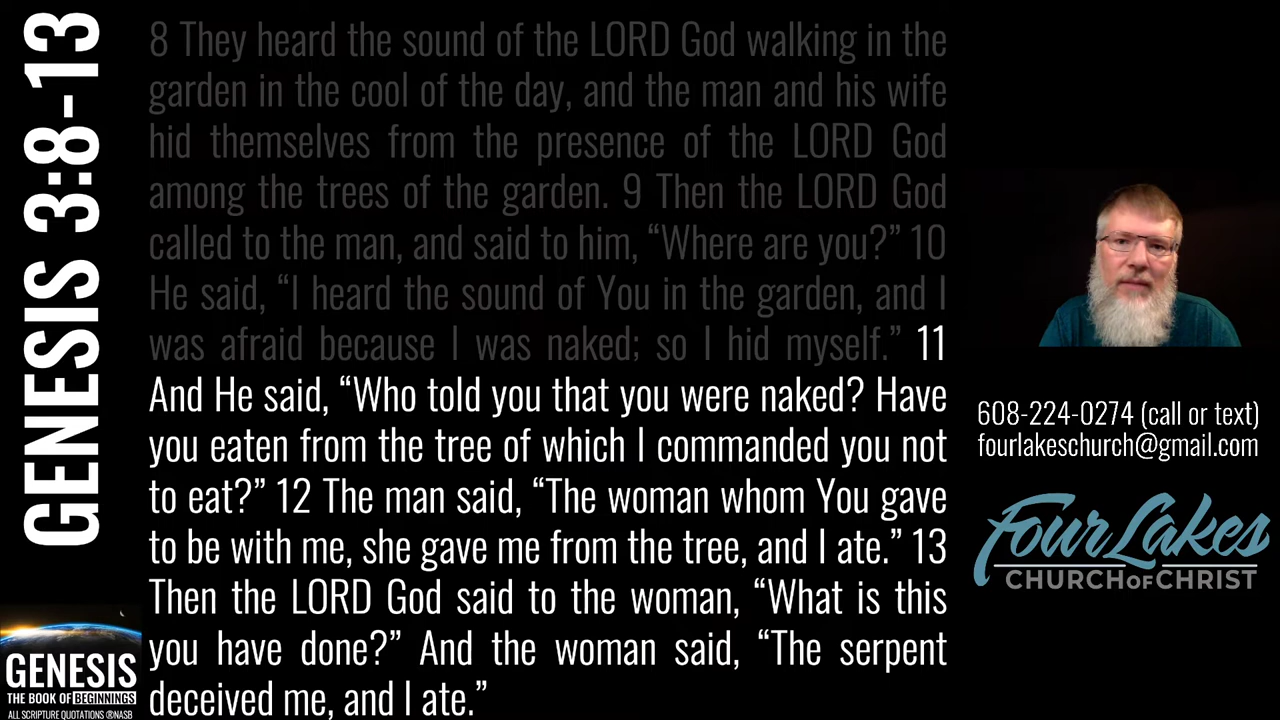 GENESIS 3:8-13
8 They heard the sound of the LORD God walking in the
garden in the cool of the day, and the man and his wife
hid themselves from the presence of the LORD God
among the trees of the garden. 9 Then the LORD God
called to the man, and said to him, “Where are you?” 10
He said, “I heard the sound of You in the garden, and I
was afraid because I was naked; so I hid myself.” 11
And He said, “Who told you that you were naked? Have
you eaten from the tree of which I commanded you not
to eat?” 12 The man said, “The woman whom You gave
to be with me, she gave me from the tree, and I ate.” 13
Then the LORD God said to the woman, “What is this
you have done?” And the woman said, “The serpent
deceived me, and I ate.”
608-224-0274 (call or text)
fourlakeschurch@gmail.com
Four Lakes
CHURCH OF CHRIST
GENESIS
THE BOOK OF BEGINNINGS
ALL SCRIPTURE QUOTATIONS ®NASB